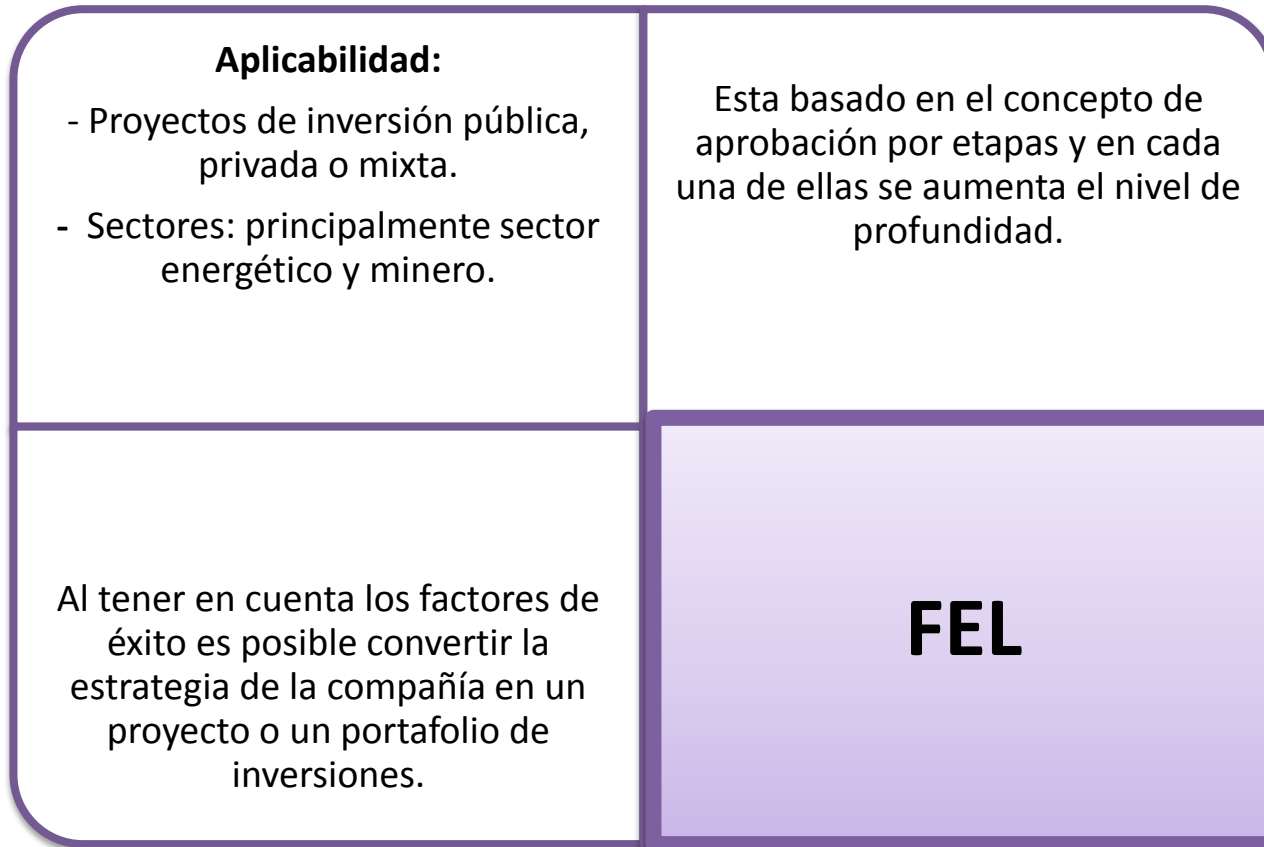 Aplicabilidad:
- Proyectos de inversión pública,
privada o mixta.
- Sectores: principalmente sector
energético y minero.
Esta basado en el concepto de
aprobación por etapas y en cada
una de ellas se aumenta el nivel de
profundidad.
Al tener en cuenta los factores de
éxito es posible convertir la
estrategia de la compañía en un
proyecto o un portafolio de
inversiones.
FEL